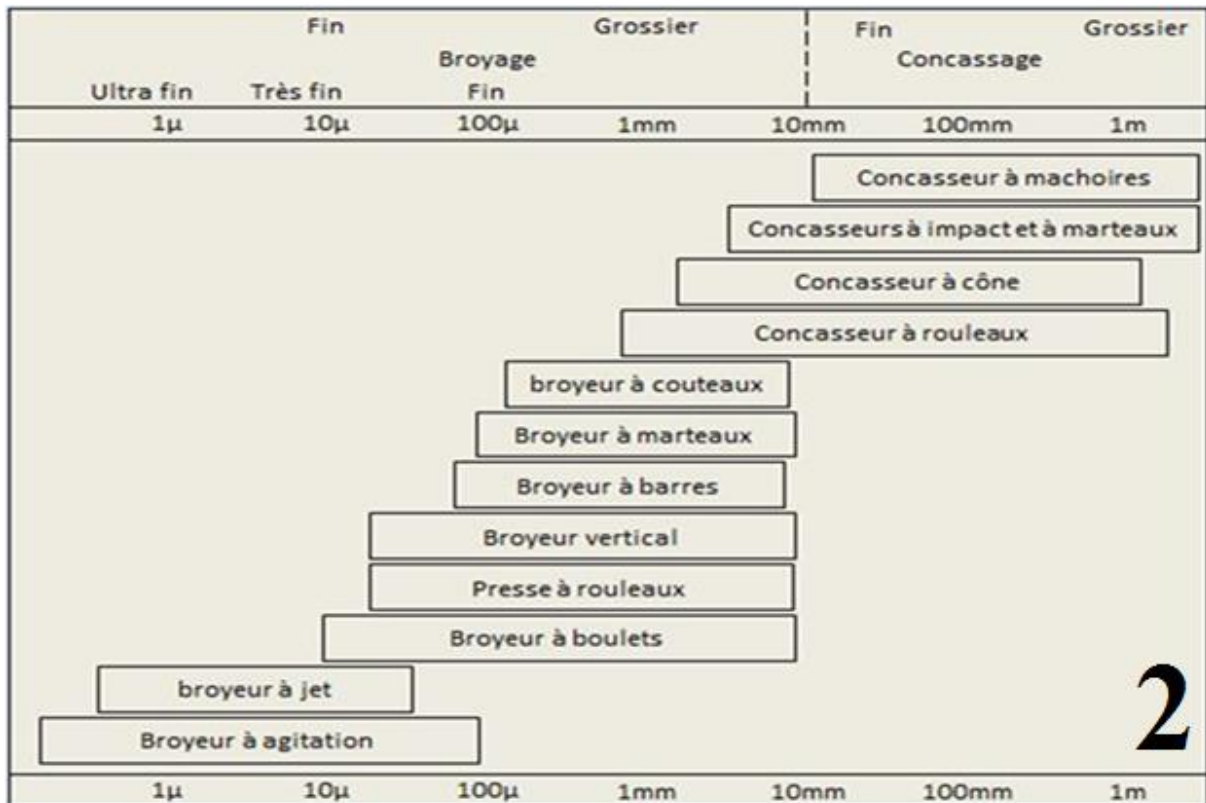 Fin Grossier Fin Grossier
Broyage Concassage
Ultra fin Très fin Fin
1µ 10µ 100µ 1mm 10mm 100mm 1m
Concasseur à machoires
Concasseurs à impact et à marteaux
Concasseur à cône
Concasseur à rouleaux
broyeur à couteaux
Broyeur à marteaux
Broyeur à barres
Broyeur vertical
Presse à rouleaux
Broyeur à boulets
broyeur à jet
Broyeur à agitation
2
1µ 10µ 100µ 1mm 10mm 100mm 1m